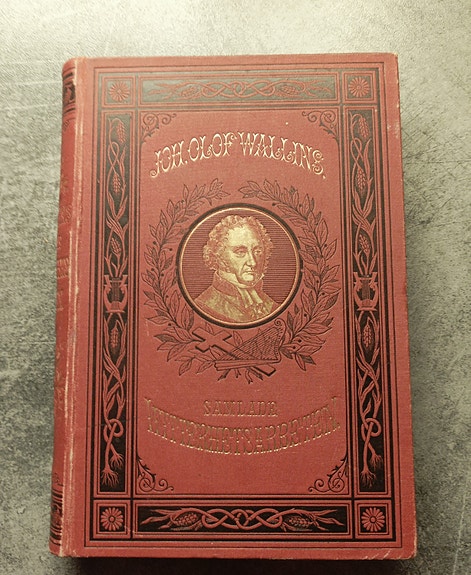 JOH. OLOF WALLINS.
SAMLADE
VITTERHETSARBETEN